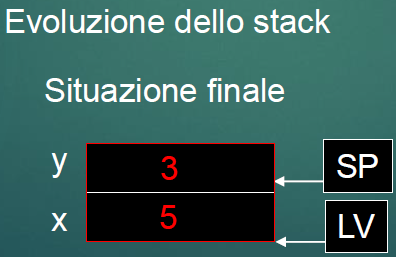 Evoluzione dello stack
Situazione finale
y 3 SP
x 5 LV